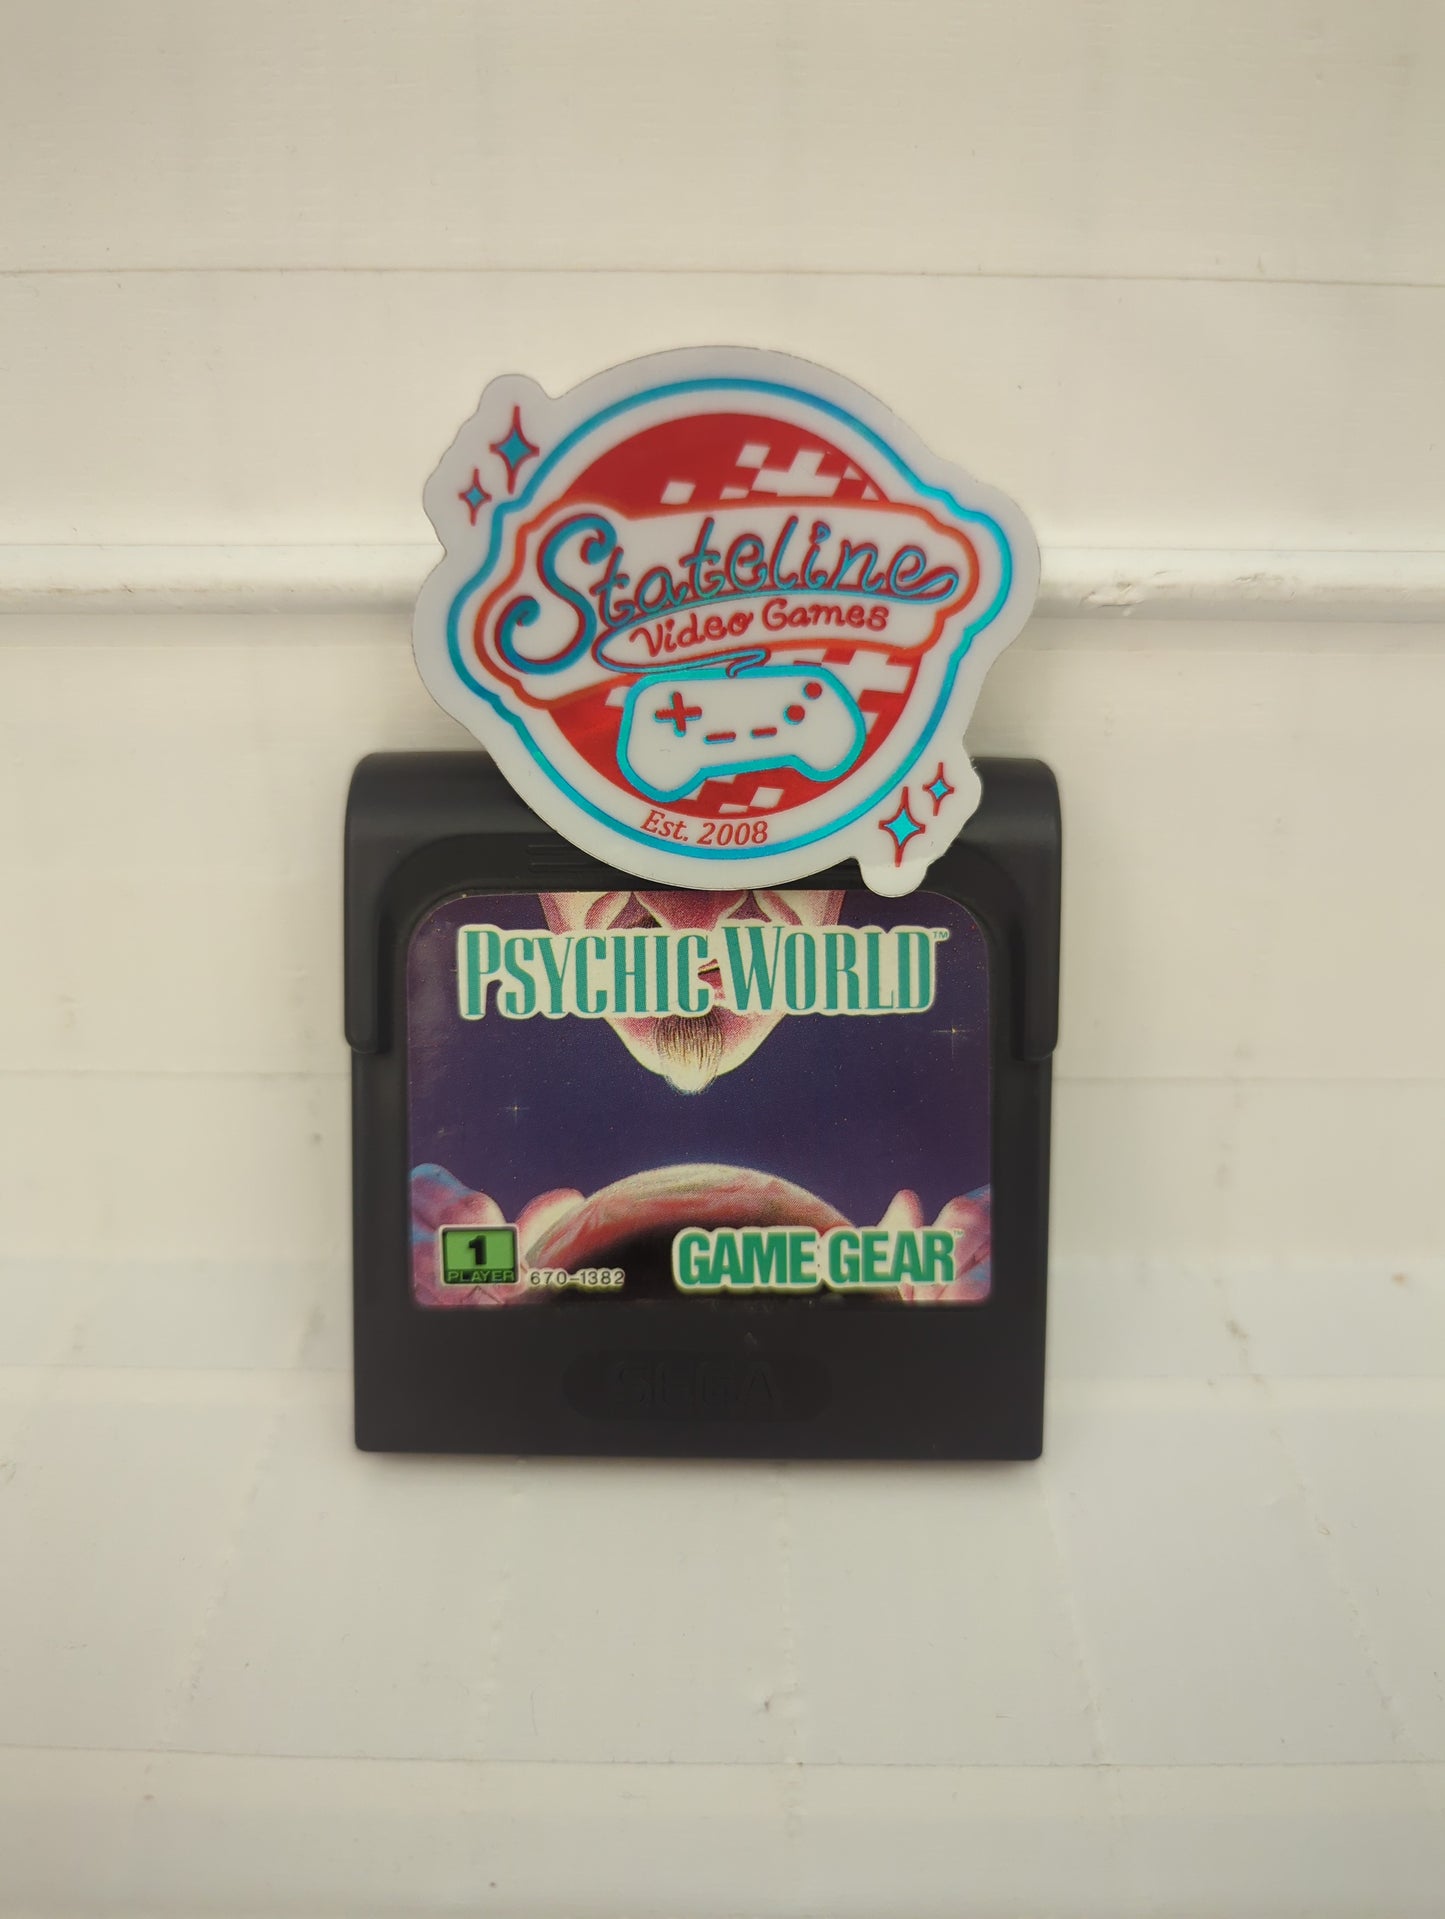 Stateline
Video Games
Est. 2008
PSYCHIC WORLD™
1
PLAYER
670-1382
GAME GEAR™
SEGA